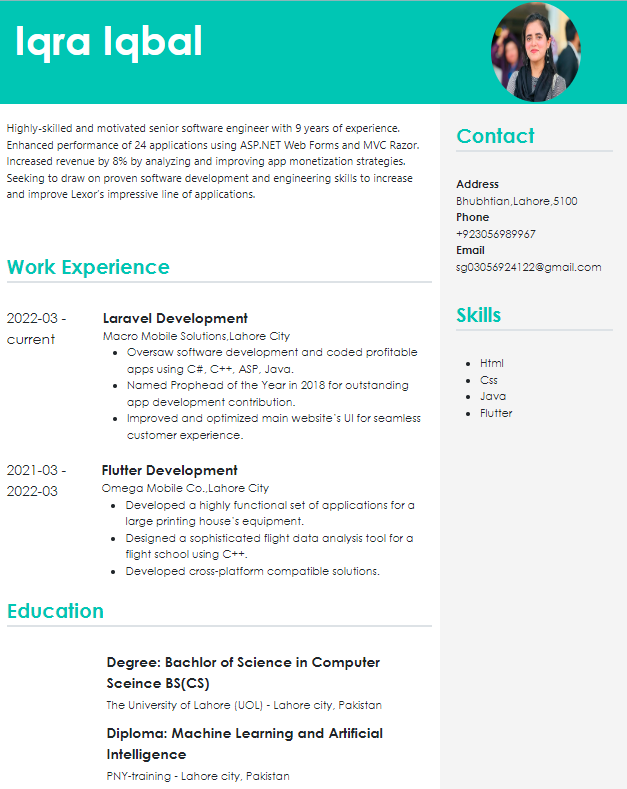 Iqra Iqbal
Highly-skilled and motivated senior software engineer with 9 years of experience.
Enhanced performance of 24 applications using ASP.NET Web Forms and MVC Razor.
Increased revenue by 8% by analyzing and improving app monetization strategies.
Seeking to draw on proven software development and engineering skills to increase
and improve Lexor's impressive line of applications.
Work Experience
2022-03 -
current
Laravel Development
Macro Mobile Solutions,Lahore City
• Oversaw software development and coded profitable
apps using C#, C++, ASP, Java.
• Named Prophead of the Year in 2018 for outstanding
app development contribution.
• Improved and optimized main website's UI for seamless
customer experience.
2021-03 -
2022-03
Flutter Development
Omega Mobile Co.,Lahore City
• Developed a highly functional set of applications for a
large printing house's equipment.
• Designed a sophisticated flight data analysis tool for a
flight school using C++.
• Developed cross-platform compatible solutions.
Education
Degree: Bachlor of Science in Computer
Sceince BS(CS)
The University of Lahore (UOL) - Lahore city, Pakistan
Diploma: Machine Learning and Artificial
Intelligence
PNY-training - Lahore city, Pakistan
Contact
Address
Bhubhtian,Lahore,5100
Phone
+923056989967
Email
sg03056924122@gmail.com
Skills
• Html
• Css
• Java
• Flutter